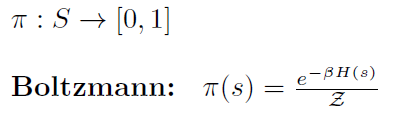 π : S → [0, 1]
Boltzmann: π(s) = e^{−βH(s)} / 𝒵